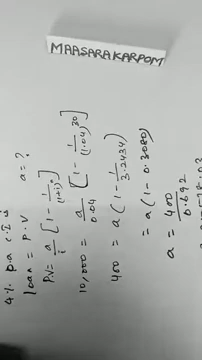 MAASARAKARPOM
4%. p.a C.I 
loan = P.V a = ?
PV = a/i [1 - 1/(1+i)ⁿ]
10,000 = a/0.04 [1 - 1/(1.04)³⁰]
400 = a (1 - 1/3.2434)
= a (1 - 0.3080)
a = 400/0.692